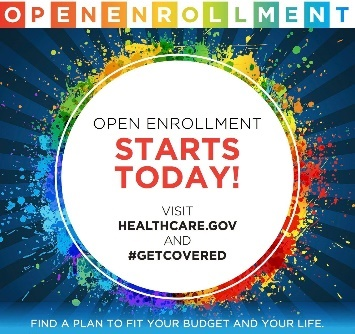 OPENENROLLMENT
OPEN ENROLLMENT
STARTS
TODAY!
VISIT
HEALTHCARE.GOV
AND
#GETCOVERED
FIND A PLAN TO FIT YOUR BUDGET AND YOUR LIFE.